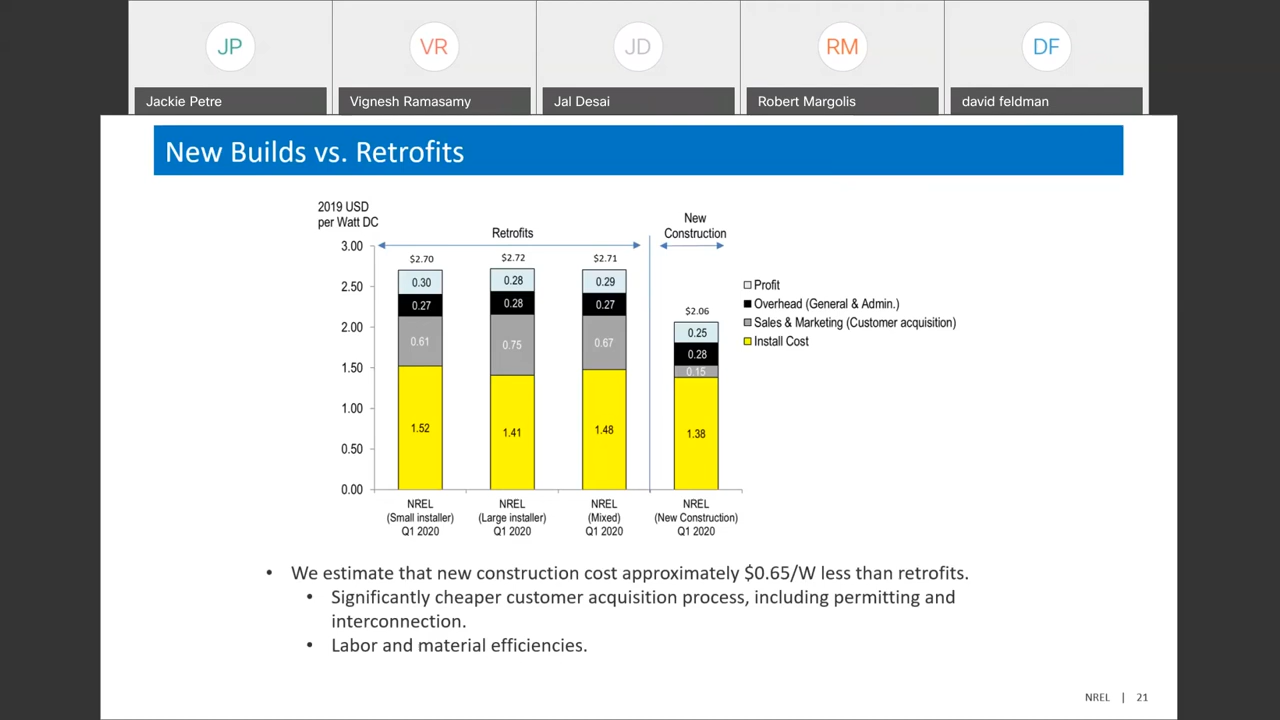 JP
VR
JD
RM
DF
Jackie Petre
Vignesh Ramasamy
Jal Desai
Robert Margolis
david feldman
New Builds vs. Retrofits
2019 USD
per Watt DC
Retrofits
New
Construction
3.00
2.50
2.00
1.50
1.00
0.50
0.00
$2.70
0.30
0.27
0.61
1.52
$2.72
0.28
0.28
0.75
1.41
$2.71
0.29
0.27
0.67
1.48
$2.06
0.25
0.28
0.15
1.38
Profit
Overhead (General & Admin.)
Sales & Marketing (Customer acquisition)
Install Cost
NREL
(Small installer)
Q1 2020
NREL
(Large installer)
Q1 2020
NREL
(Mixed)
Q1 2020
NREL
(New Construction)
Q1 2020
• We estimate that new construction cost approximately $0.65/W less than retrofits.
• Significantly cheaper customer acquisition process, including permitting and
interconnection.
• Labor and material efficiencies.
NREL | 21